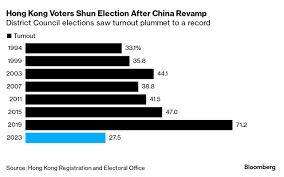 Hong Kong Voters Shun Election After China Revamp
District Council elections saw turnout plummet to a record
Turnout
1994 33.1%
1999 35.8
2003 44.1
2007 38.8
2011 41.5
2015 47.0
2019 71.2
2023 27.5
Source: Hong Kong Registration and Electoral Office
Bloomberg